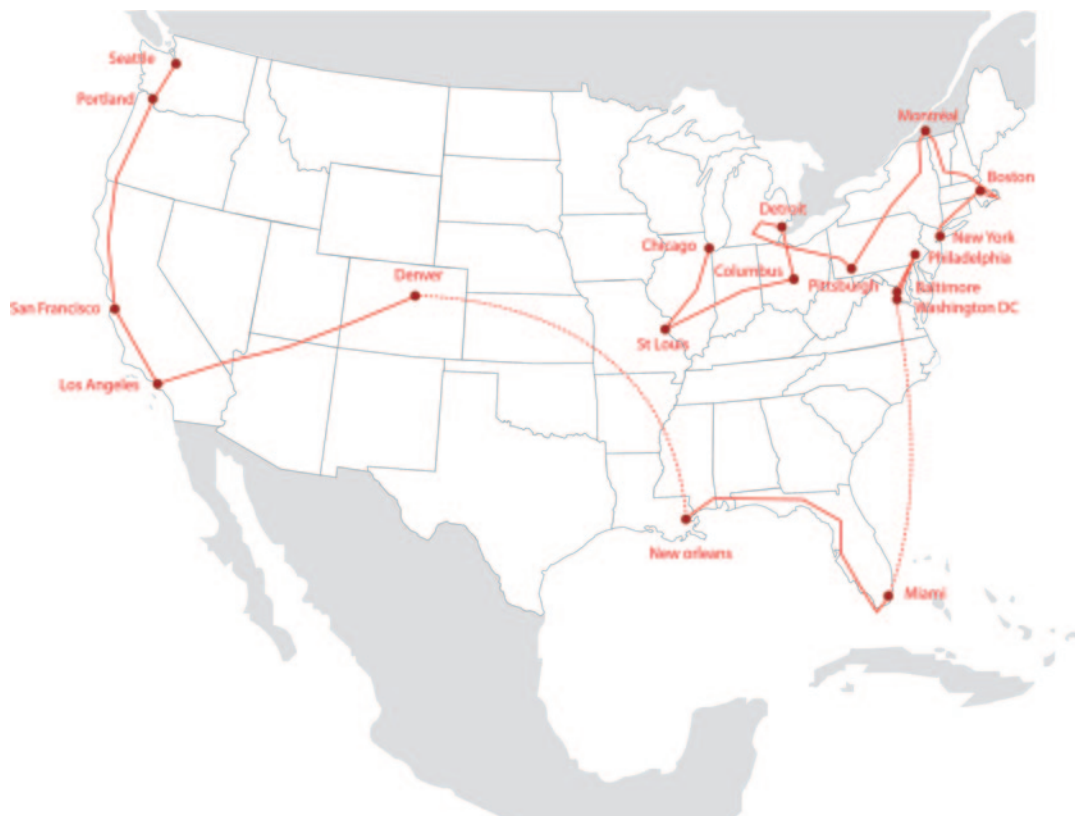 Seattle
Portland
Montréal
Boston
Detroit
New York
Chicago
Philadelphia
Denver
Columbus
Pittsburgh
Baltimore
San Francisco
Washington DC
St Louis
Los Angeles
New orleans
Miami